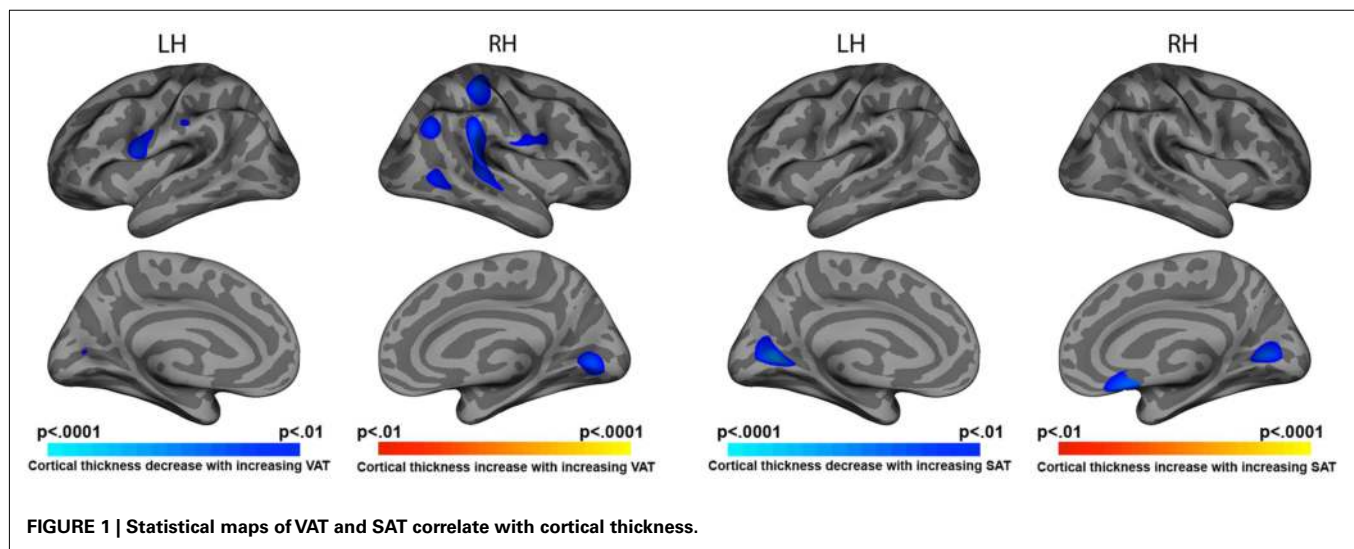 LH RH LH RH
p<.0001 p<.01 p<.01 p<.0001 p<.0001 p<.01 p<.01 p<.0001
Cortical thickness decrease with increasing VAT Cortical thickness increase with increasing VAT Cortical thickness decrease with increasing SAT Cortical thickness increase with increasing SAT
FIGURE 1 | Statistical maps of VAT and SAT correlate with cortical thickness.